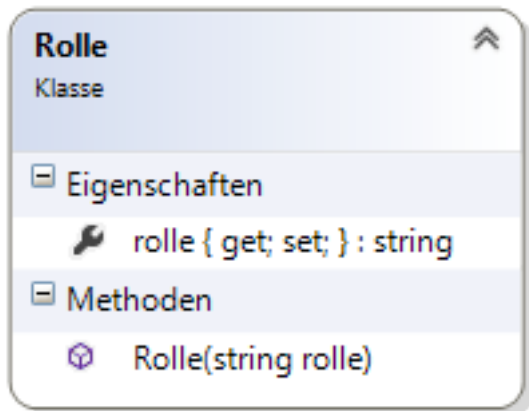 Rolle
Klasse
Eigenschaften
rolle { get; set; } : string
Methoden
Rolle(string rolle)